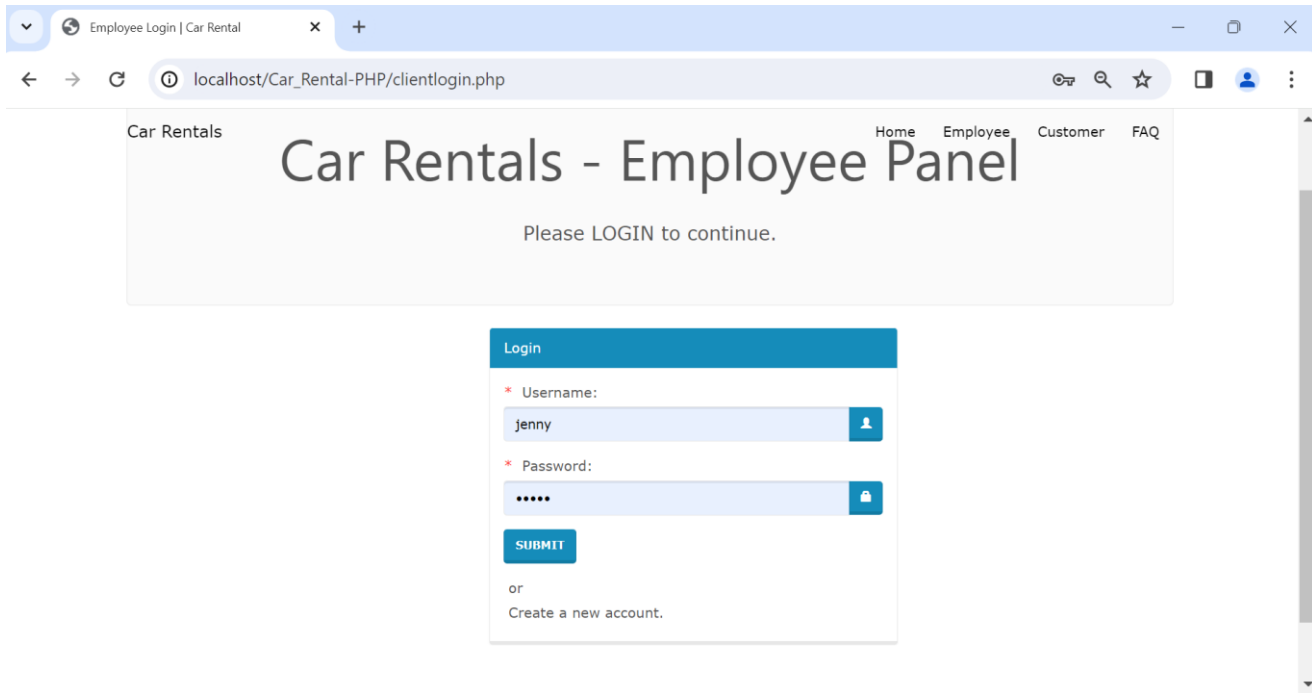 Employee Login | Car Rental
localhost/Car_Rental-PHP/clientlogin.php
Car Rentals
Home Employee Customer FAQ
Car Rentals - Employee Panel
Please LOGIN to continue.
Login
* Username:
jenny
* Password:
•••••
SUBMIT
or
Create a new account.